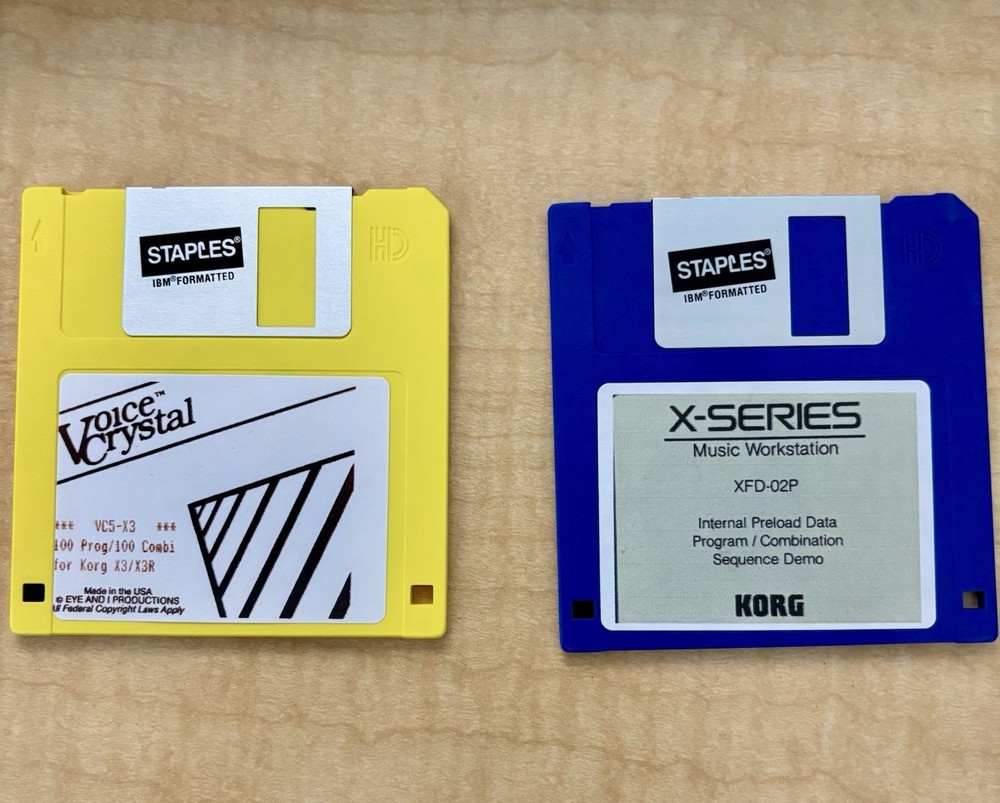 STAPLES®
IBM® FORMATTED
HD
Voice™
Crystal
*** VC5-X3 ***
100 Prog/100 Combi
for Korg X3/X3R
Made in the USA
© EYE AND I PRODUCTIONS
All Federal Copyright Laws Apply
STAPLES®
IBM® FORMATTED
HD
X-SERIES
Music Workstation
XFD-02P
Internal Preload Data
Program / Combination
Sequence Demo
KORG